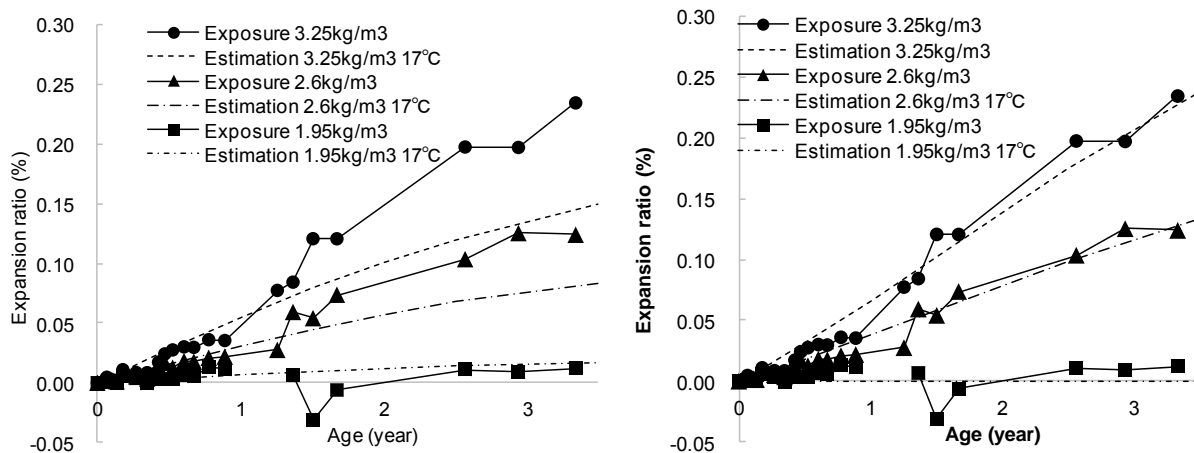 0.30
0.25
0.20
0.15
0.10
0.05
0.00
-0.05
Expansion ratio (%)
Exposure 3.25kg/m3
Estimation 3.25kg/m3 17℃
Exposure 2.6kg/m3
Estimation 2.6kg/m3 17℃
Exposure 1.95kg/m3
Estimation 1.95kg/m3 17℃
0 1 2 3
Age (year)
0.30
0.25
0.20
0.15
0.10
0.05
0.00
-0.05
Expansion ratio (%)
Exposure 3.25kg/m3
Estimation 3.25kg/m3
Exposure 2.6kg/m3
Estimation 2.6kg/m3 17℃
Exposure 1.95kg/m3
Estimation 1.95kg/m3 17℃
0 1 2 3
Age (year)